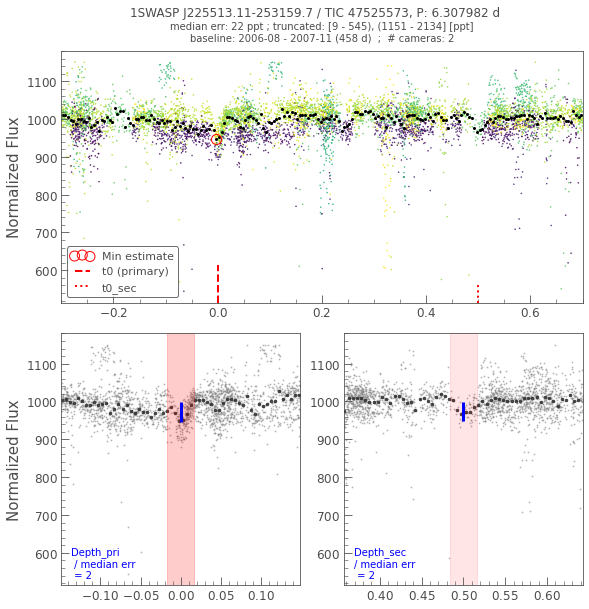 1SWASP J225513.11-253159.7 / TIC 47525573, P: 6.307982 d
median err: 22 ppt ; truncated: [9 - 545), (1151 - 2134] [ppt]
baseline: 2006-08 - 2007-11 (458 d)  ;  # cameras: 2
Normalized Flux
1100
1000
900
800
700
600
Min estimate
t0 (primary)
t0_sec
−0.2
0.0
0.2
0.4
0.6
Normalized Flux
1100
1000
900
800
700
600
Depth_pri
/ median err
= 2
−0.10
−0.05
0.00
0.05
0.10
1100
1000
900
800
700
600
Depth_sec
/ median err
= 2
0.40
0.45
0.50
0.55
0.60